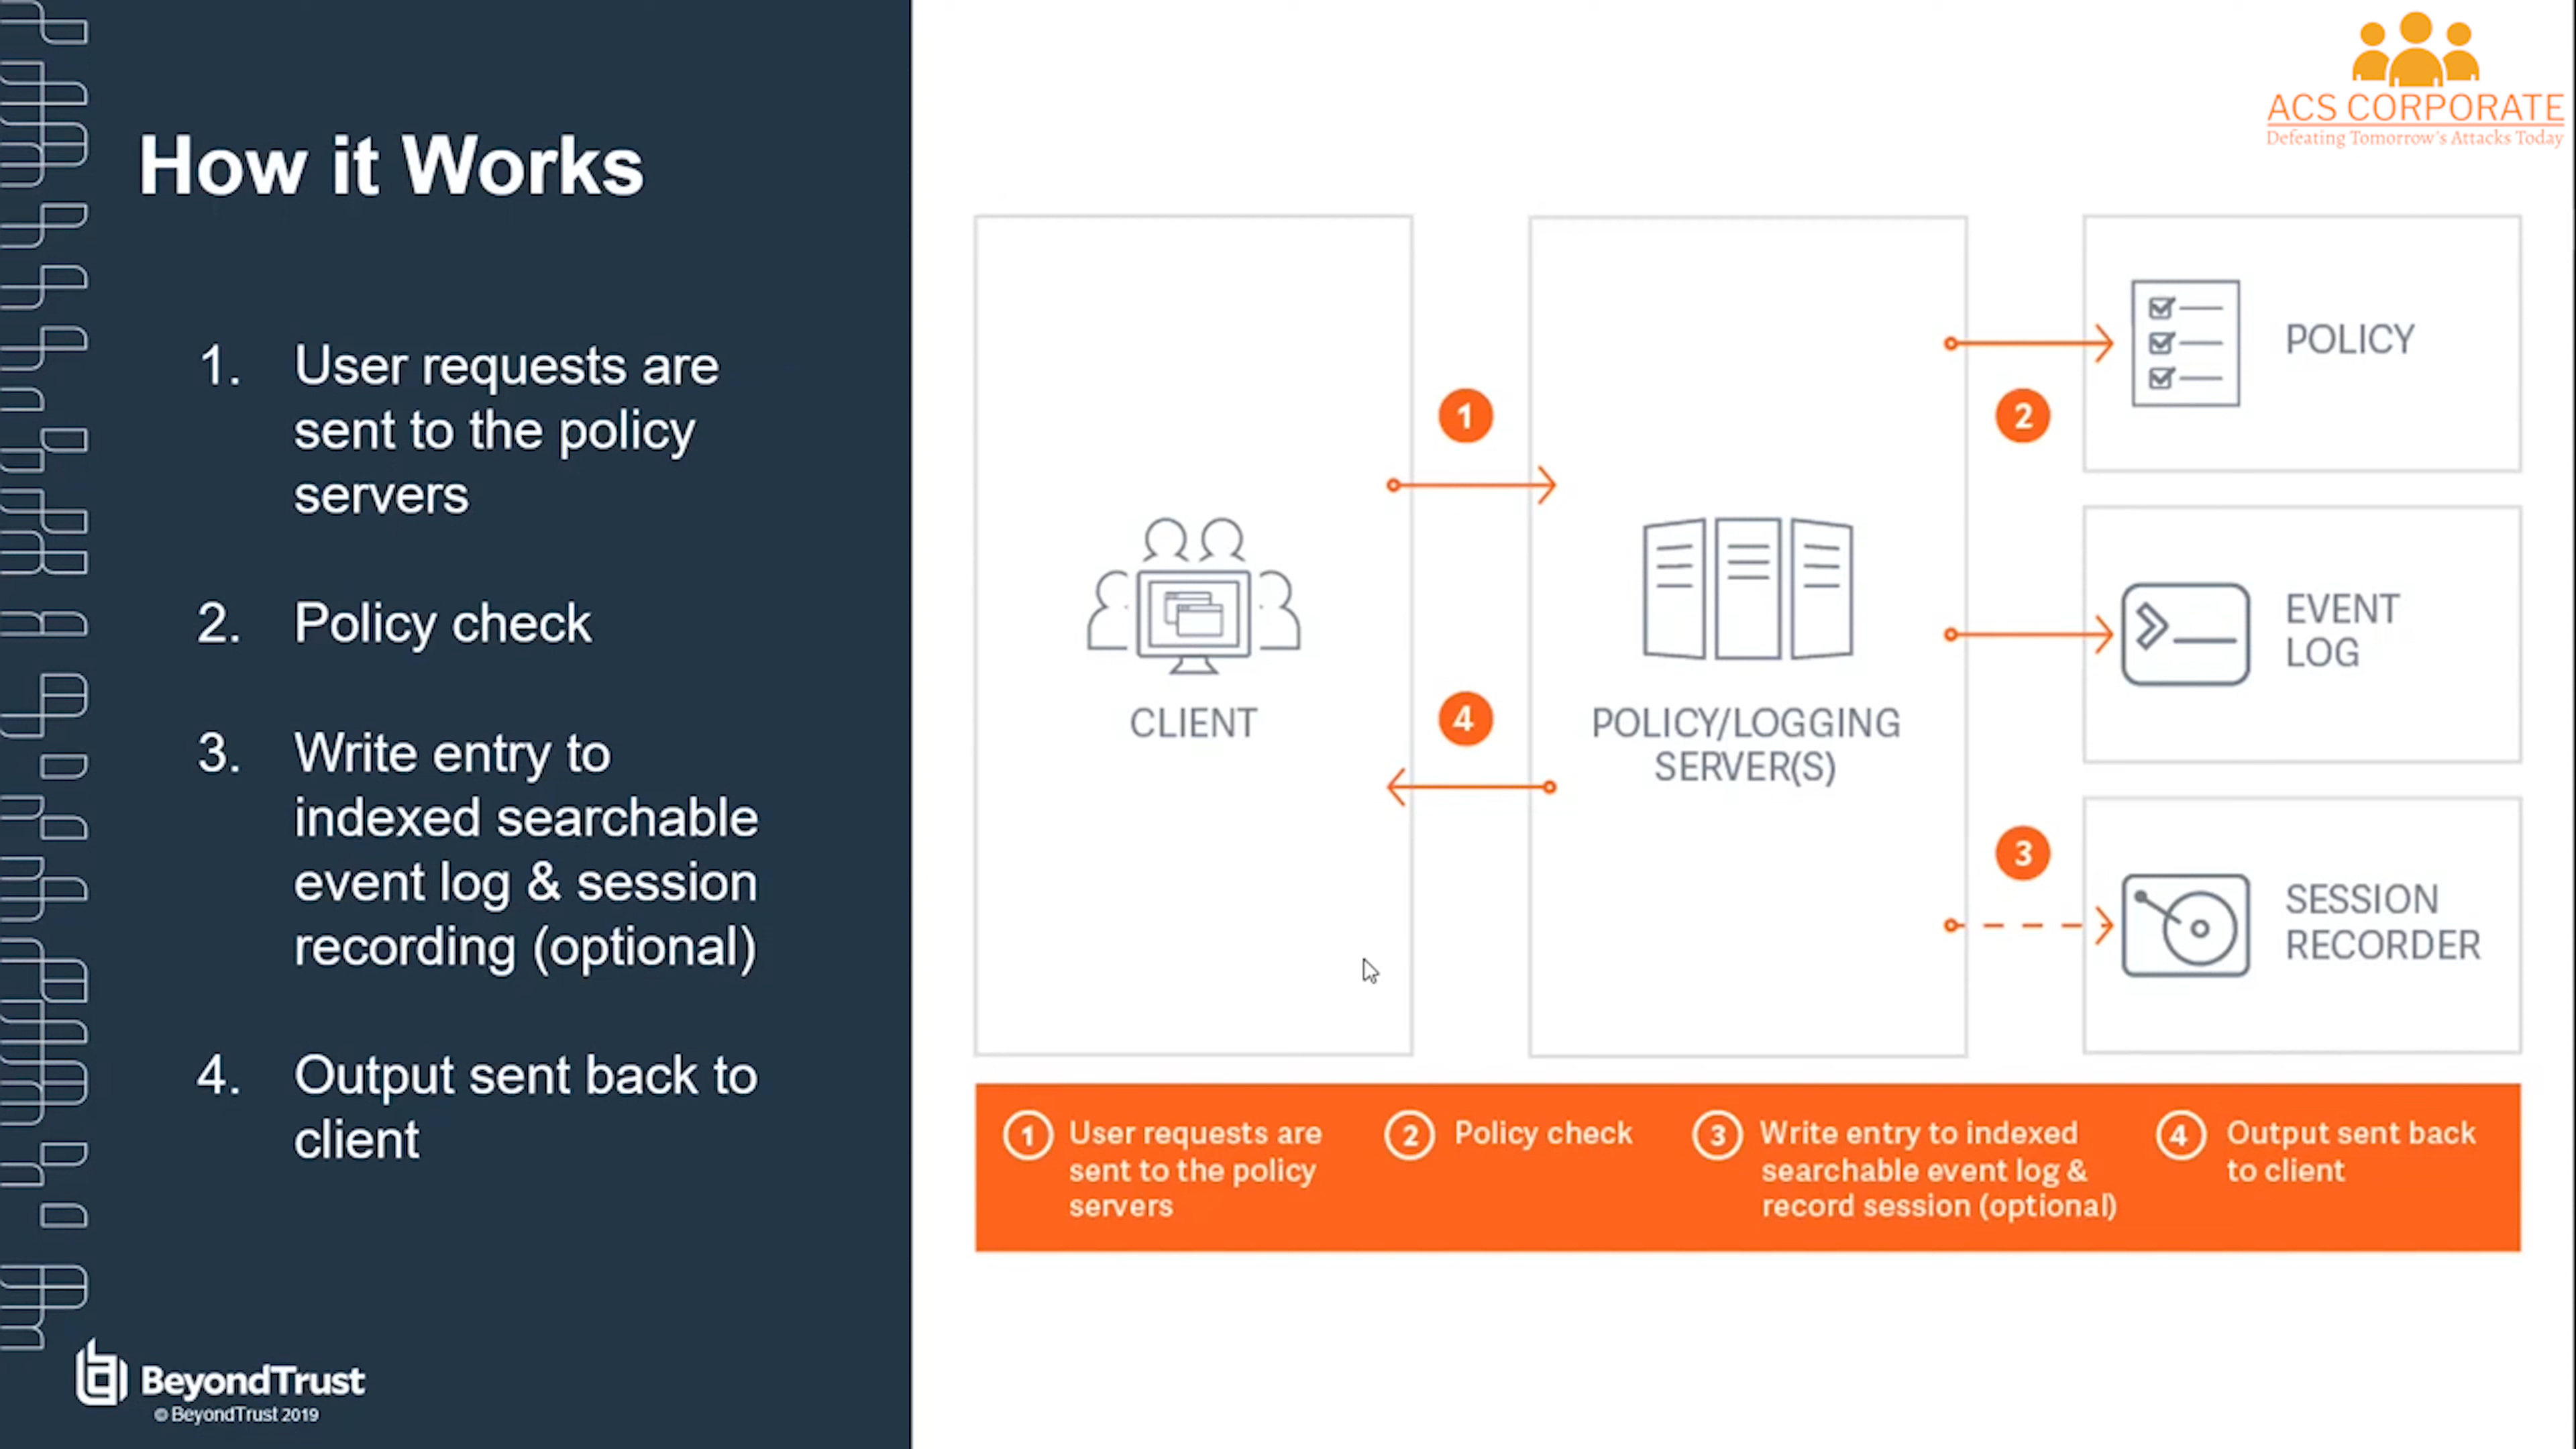 How it Works
1. User requests are
sent to the policy
servers
2. Policy check
3. Write entry to
indexed searchable
event log & session
recording (optional)
4. Output sent back to
client
BeyondTrust
© BeyondTrust 2019
ACS CORPORATE
Defeating Tomorrow's Attacks Today
CLIENT
1
4
POLICY/LOGGING
SERVER(S)
2
3
POLICY
EVENT
LOG
SESSION
RECORDER
1 User requests are
sent to the policy
servers
2 Policy check
3 Write entry to indexed
searchable event log &
record session (optional)
4 Output sent back
to client